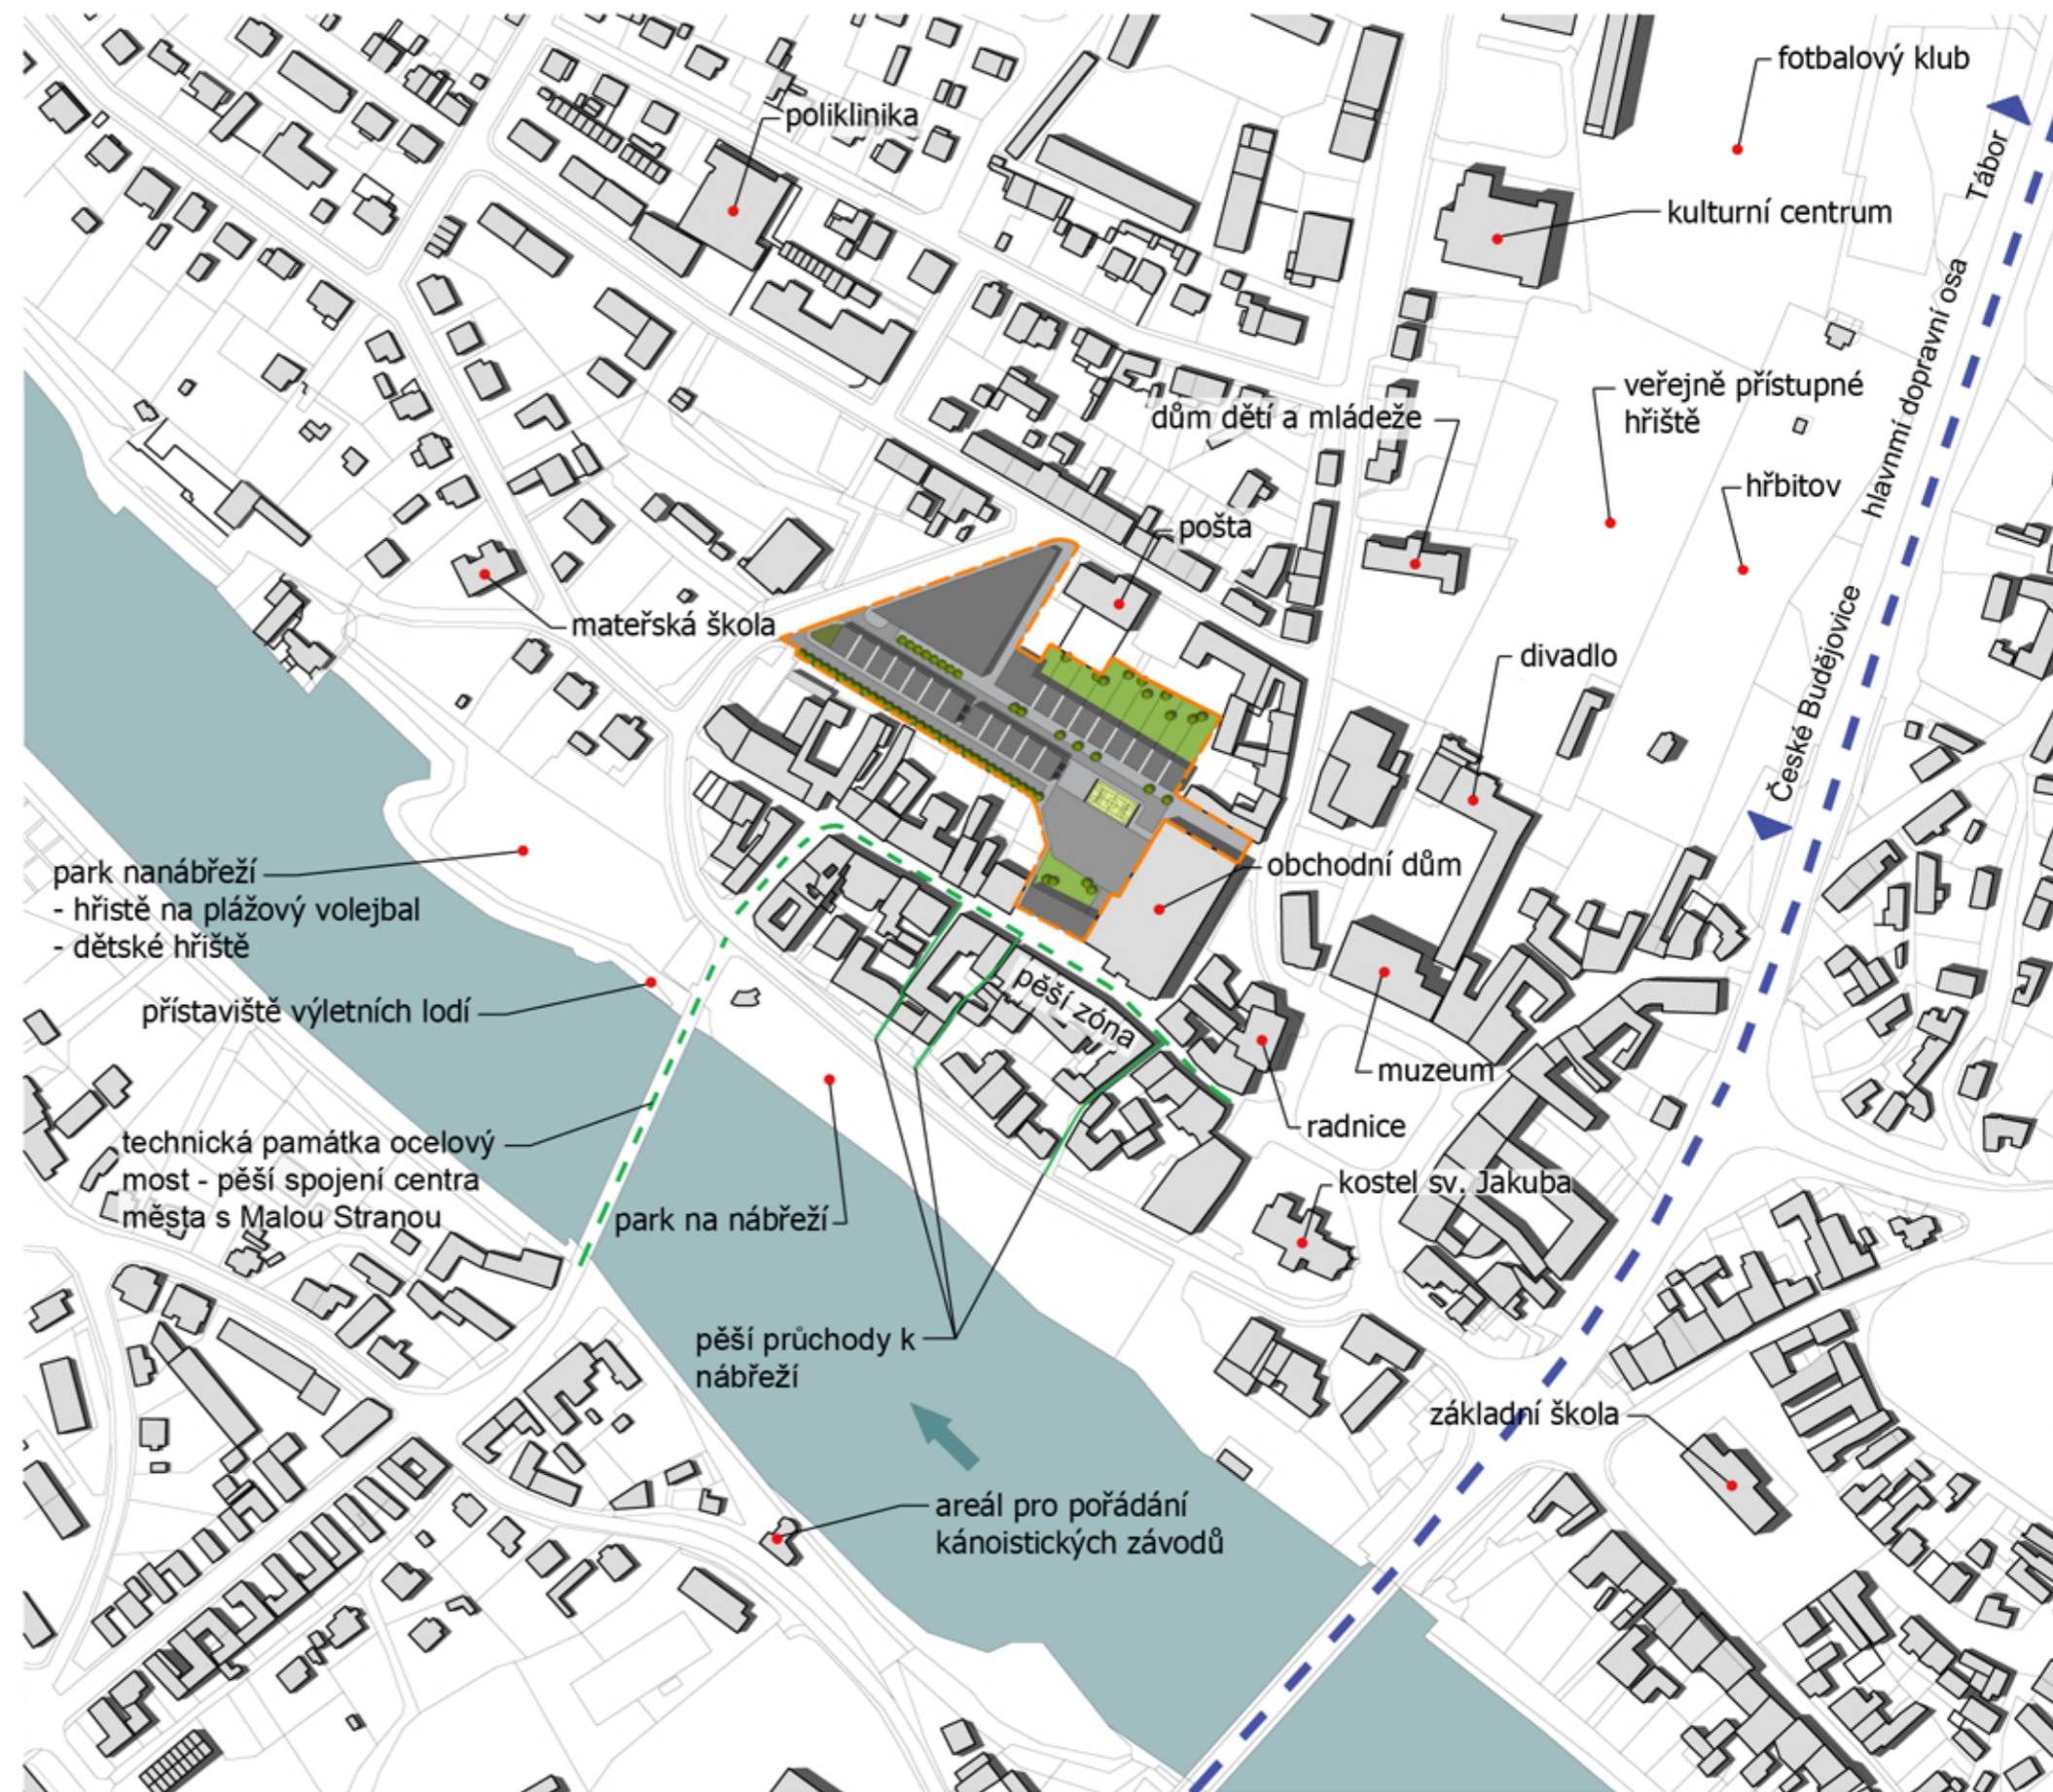 fotbalový klub
poliklinika
Tábor
kulturní centrum
hlavnmí dopravní osa
veřejně přístupné
hřiště
dům dětí a mládeže
hřbitov
pošta
České Budějovice
mateřská škola
divadlo
obchodní dům
park nanábřeží
- hřistě na plážový volejbal
- dětské hřiště
přístaviště výletních lodí
pěší zóna
muzeum
radnice
technická památka ocelový
most - pěší spojení centra
města s Malou Stranou
kostel sv. Jakuba
park na nábřeží
pěší průchody k
nábřeží
základní škola
areál pro pořádání
kánoistických závodů